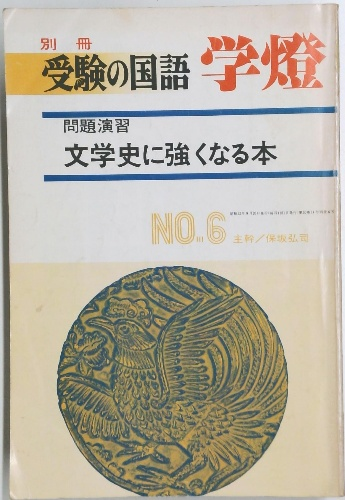 別冊
受験の国語 学燈
問題演習
文学史に強くなる本
NO.6 主幹／保坂弘司